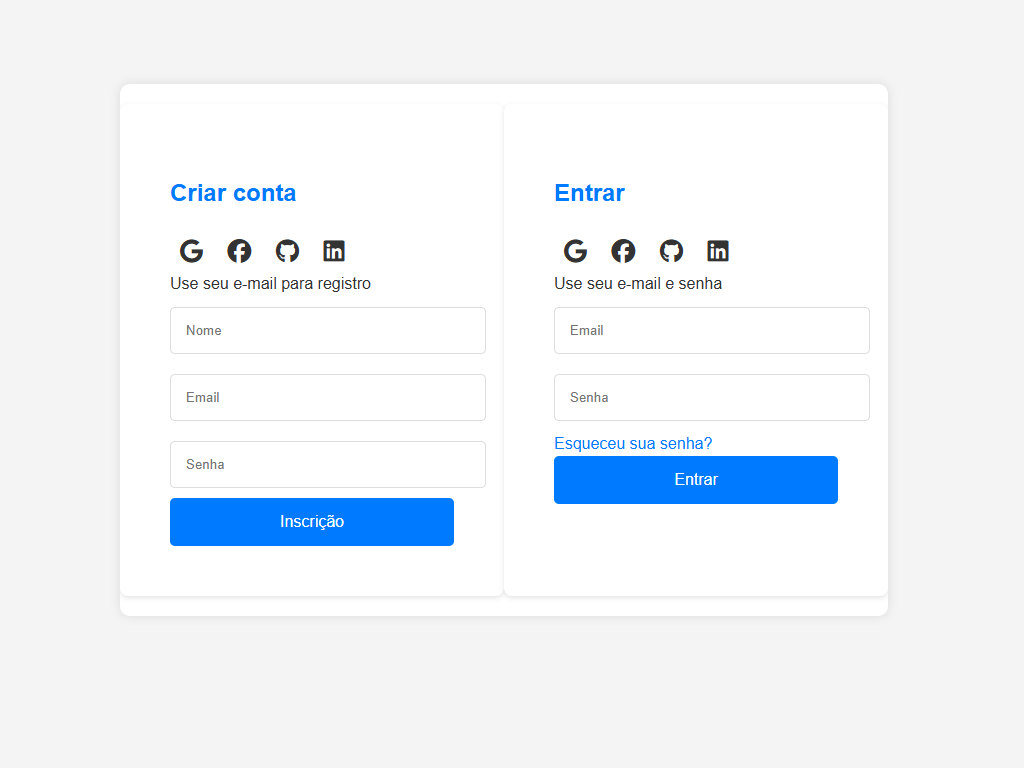 Criar conta
Use seu e-mail para registro
Nome
Email
Senha
Inscrição
Entrar
Use seu e-mail e senha
Email
Senha
Esqueceu sua senha?
Entrar